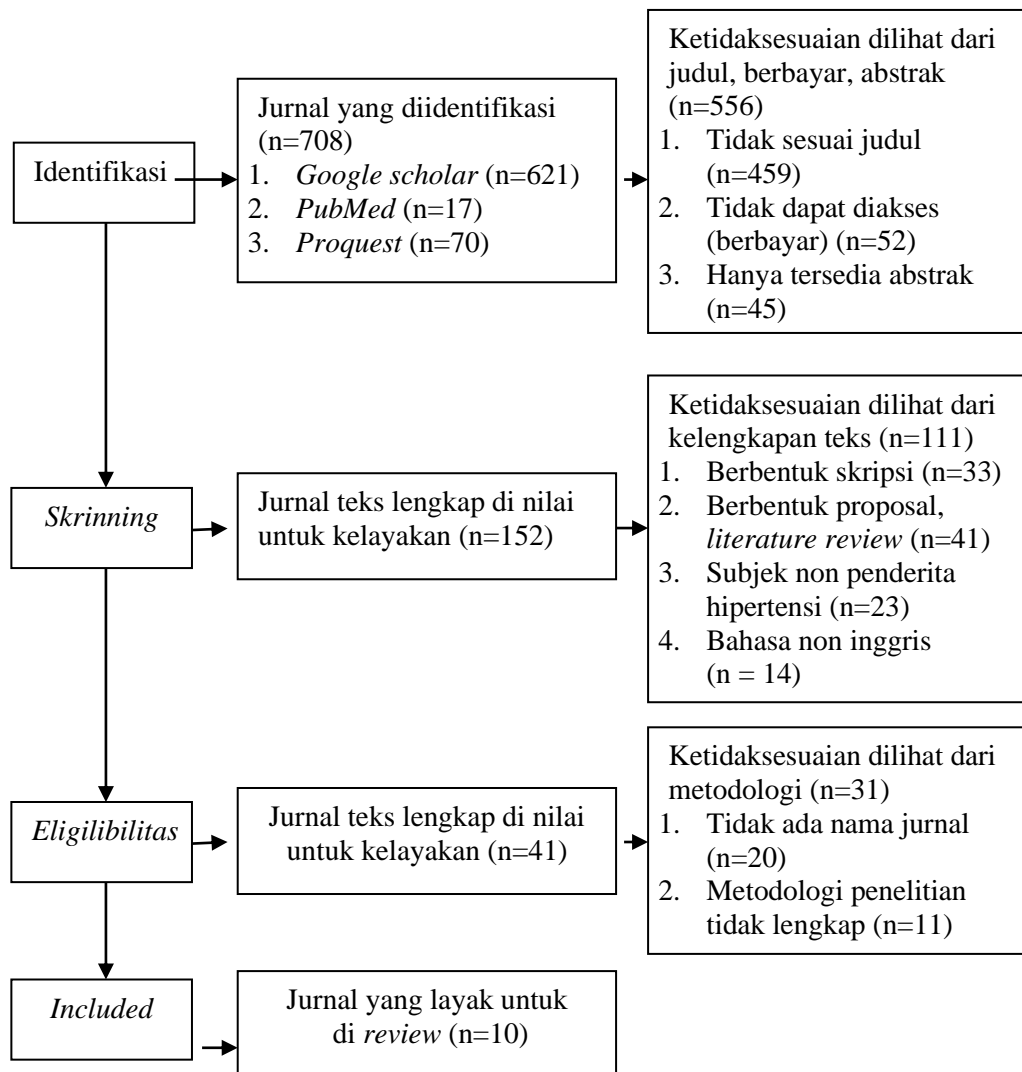 Identifikasi
Jurnal yang diidentifikasi
(n=708)
1. Google scholar (n=621)
2. PubMed (n=17)
3. Proquest (n=70)
Ketidaksesuaian dilihat dari
judul, berbayar, abstrak
(n=556)
1. Tidak sesuai judul
(n=459)
2. Tidak dapat diakses
(berbayar) (n=52)
3. Hanya tersedia abstrak
(n=45)
Skrinning
Jurnal teks lengkap di nilai
untuk kelayakan (n=152)
Ketidaksesuaian dilihat dari
kelengkapan teks (n=111)
1. Berbentuk skripsi (n=33)
2. Berbentuk proposal,
literature review (n=41)
3. Subjek non penderita
hipertensi (n=23)
4. Bahasa non inggris
(n = 14)
Eligilibilitas
Jurnal teks lengkap di nilai
untuk kelayakan (n=41)
Ketidaksesuaian dilihat dari
metodologi (n=31)
1. Tidak ada nama jurnal
(n=20)
2. Metodologi penelitian
tidak lengkap (n=11)
Included
Jurnal yang layak untuk
di review (n=10)